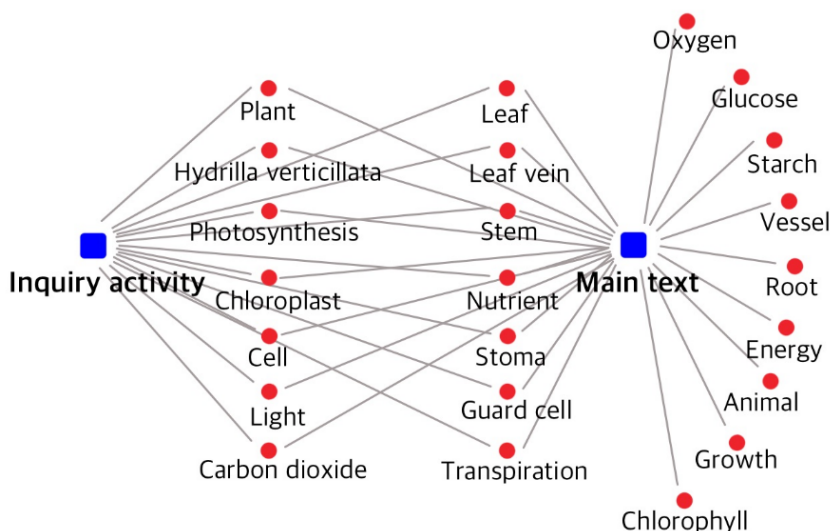 Oxygen
Plant
Leaf
Glucose
Hydrilla verticillata
Leaf vein
Starch
Photosynthesis
Stem
Vessel
Inquiry activity
Main text
Chloroplast
Nutrient
Root
Cell
Stoma
Energy
Light
Guard cell
Animal
Carbon dioxide
Transpiration
Growth
Chlorophyll